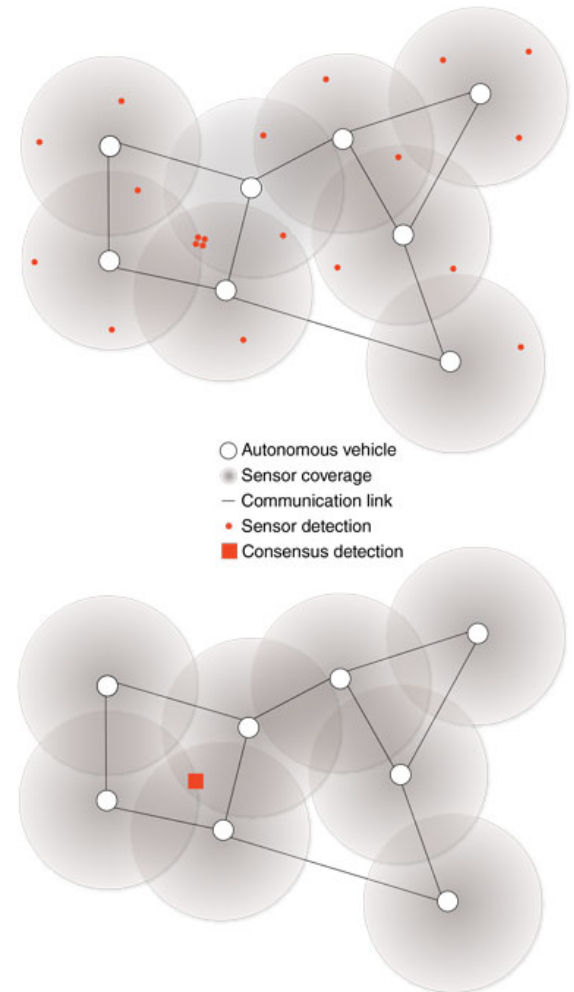 Autonomous vehicle
Sensor coverage
Communication link
Sensor detection
Consensus detection